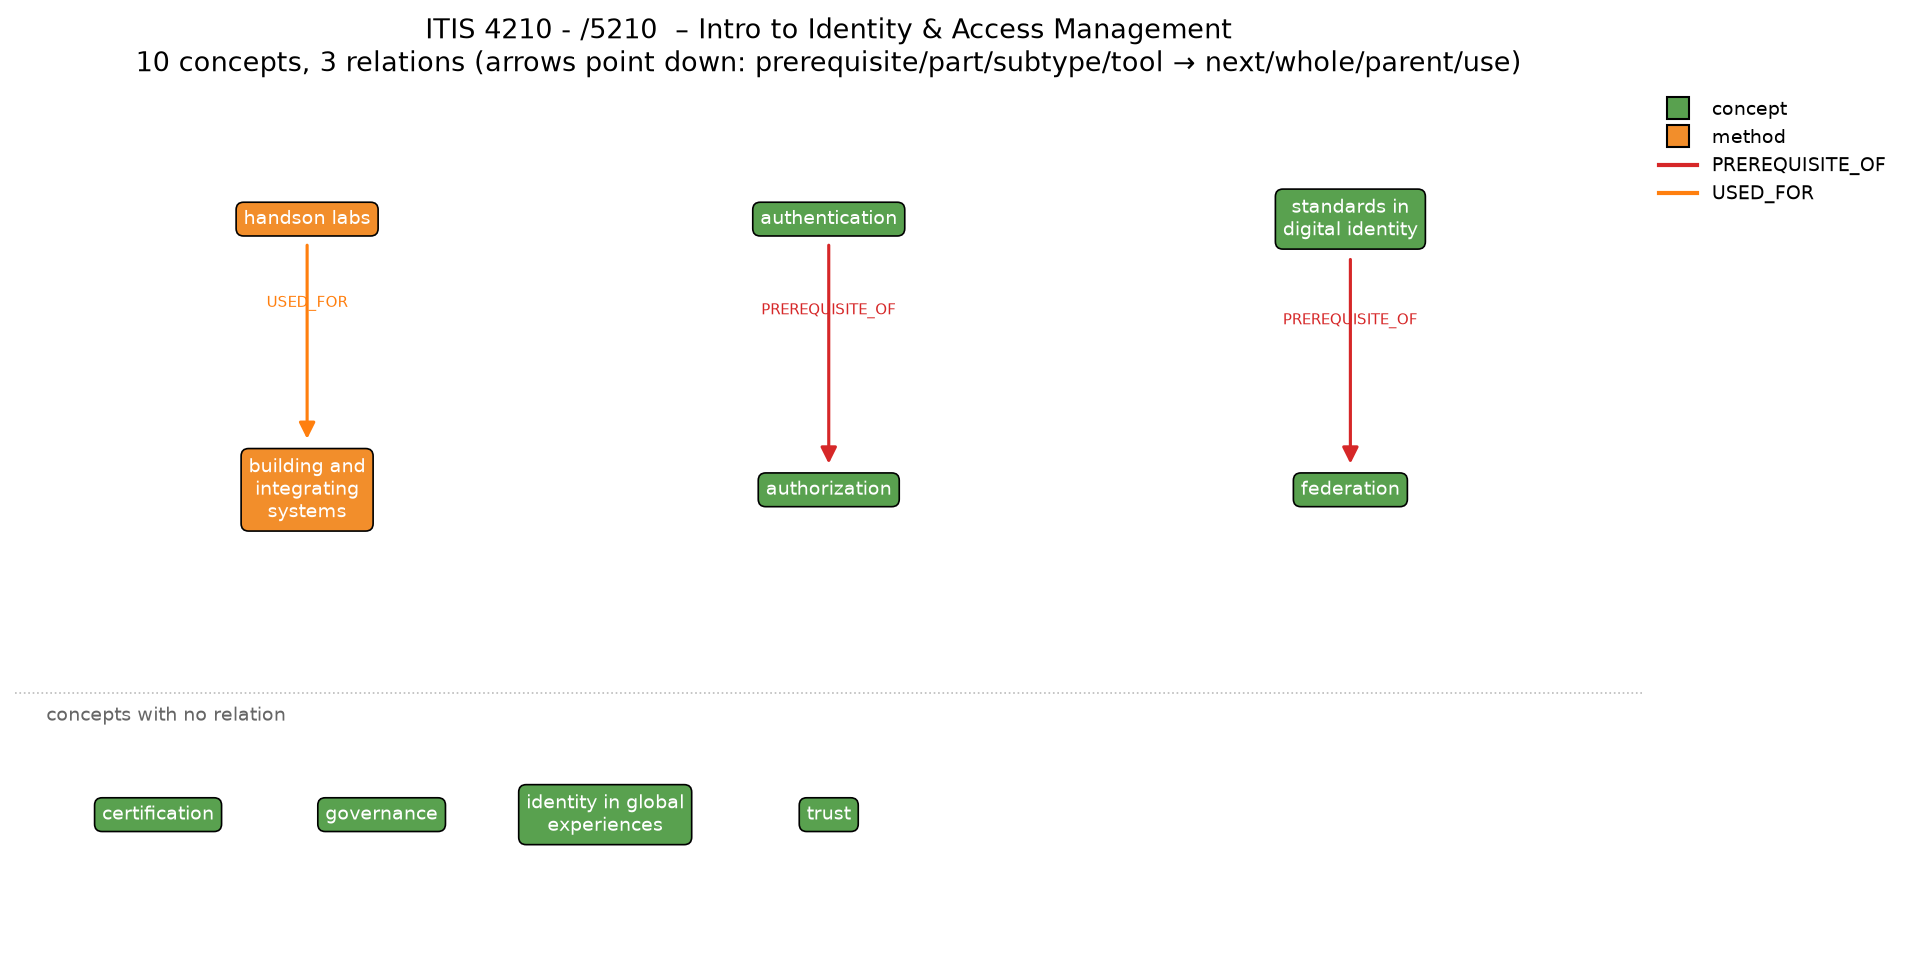 ITIS 4210 - /5210  – Intro to Identity & Access Management
10 concepts, 3 relations (arrows point down: prerequisite/part/subtype/tool → next/whole/parent/use)
concept
method
PREREQUISITE_OF
USED_FOR
handson labs
authentication
standards in
digital identity
USED_FOR
PREREQUISITE_OF
PREREQUISITE_OF
building and
integrating
systems
authorization
federation
concepts with no relation
certification
governance
identity in global
experiences
trust